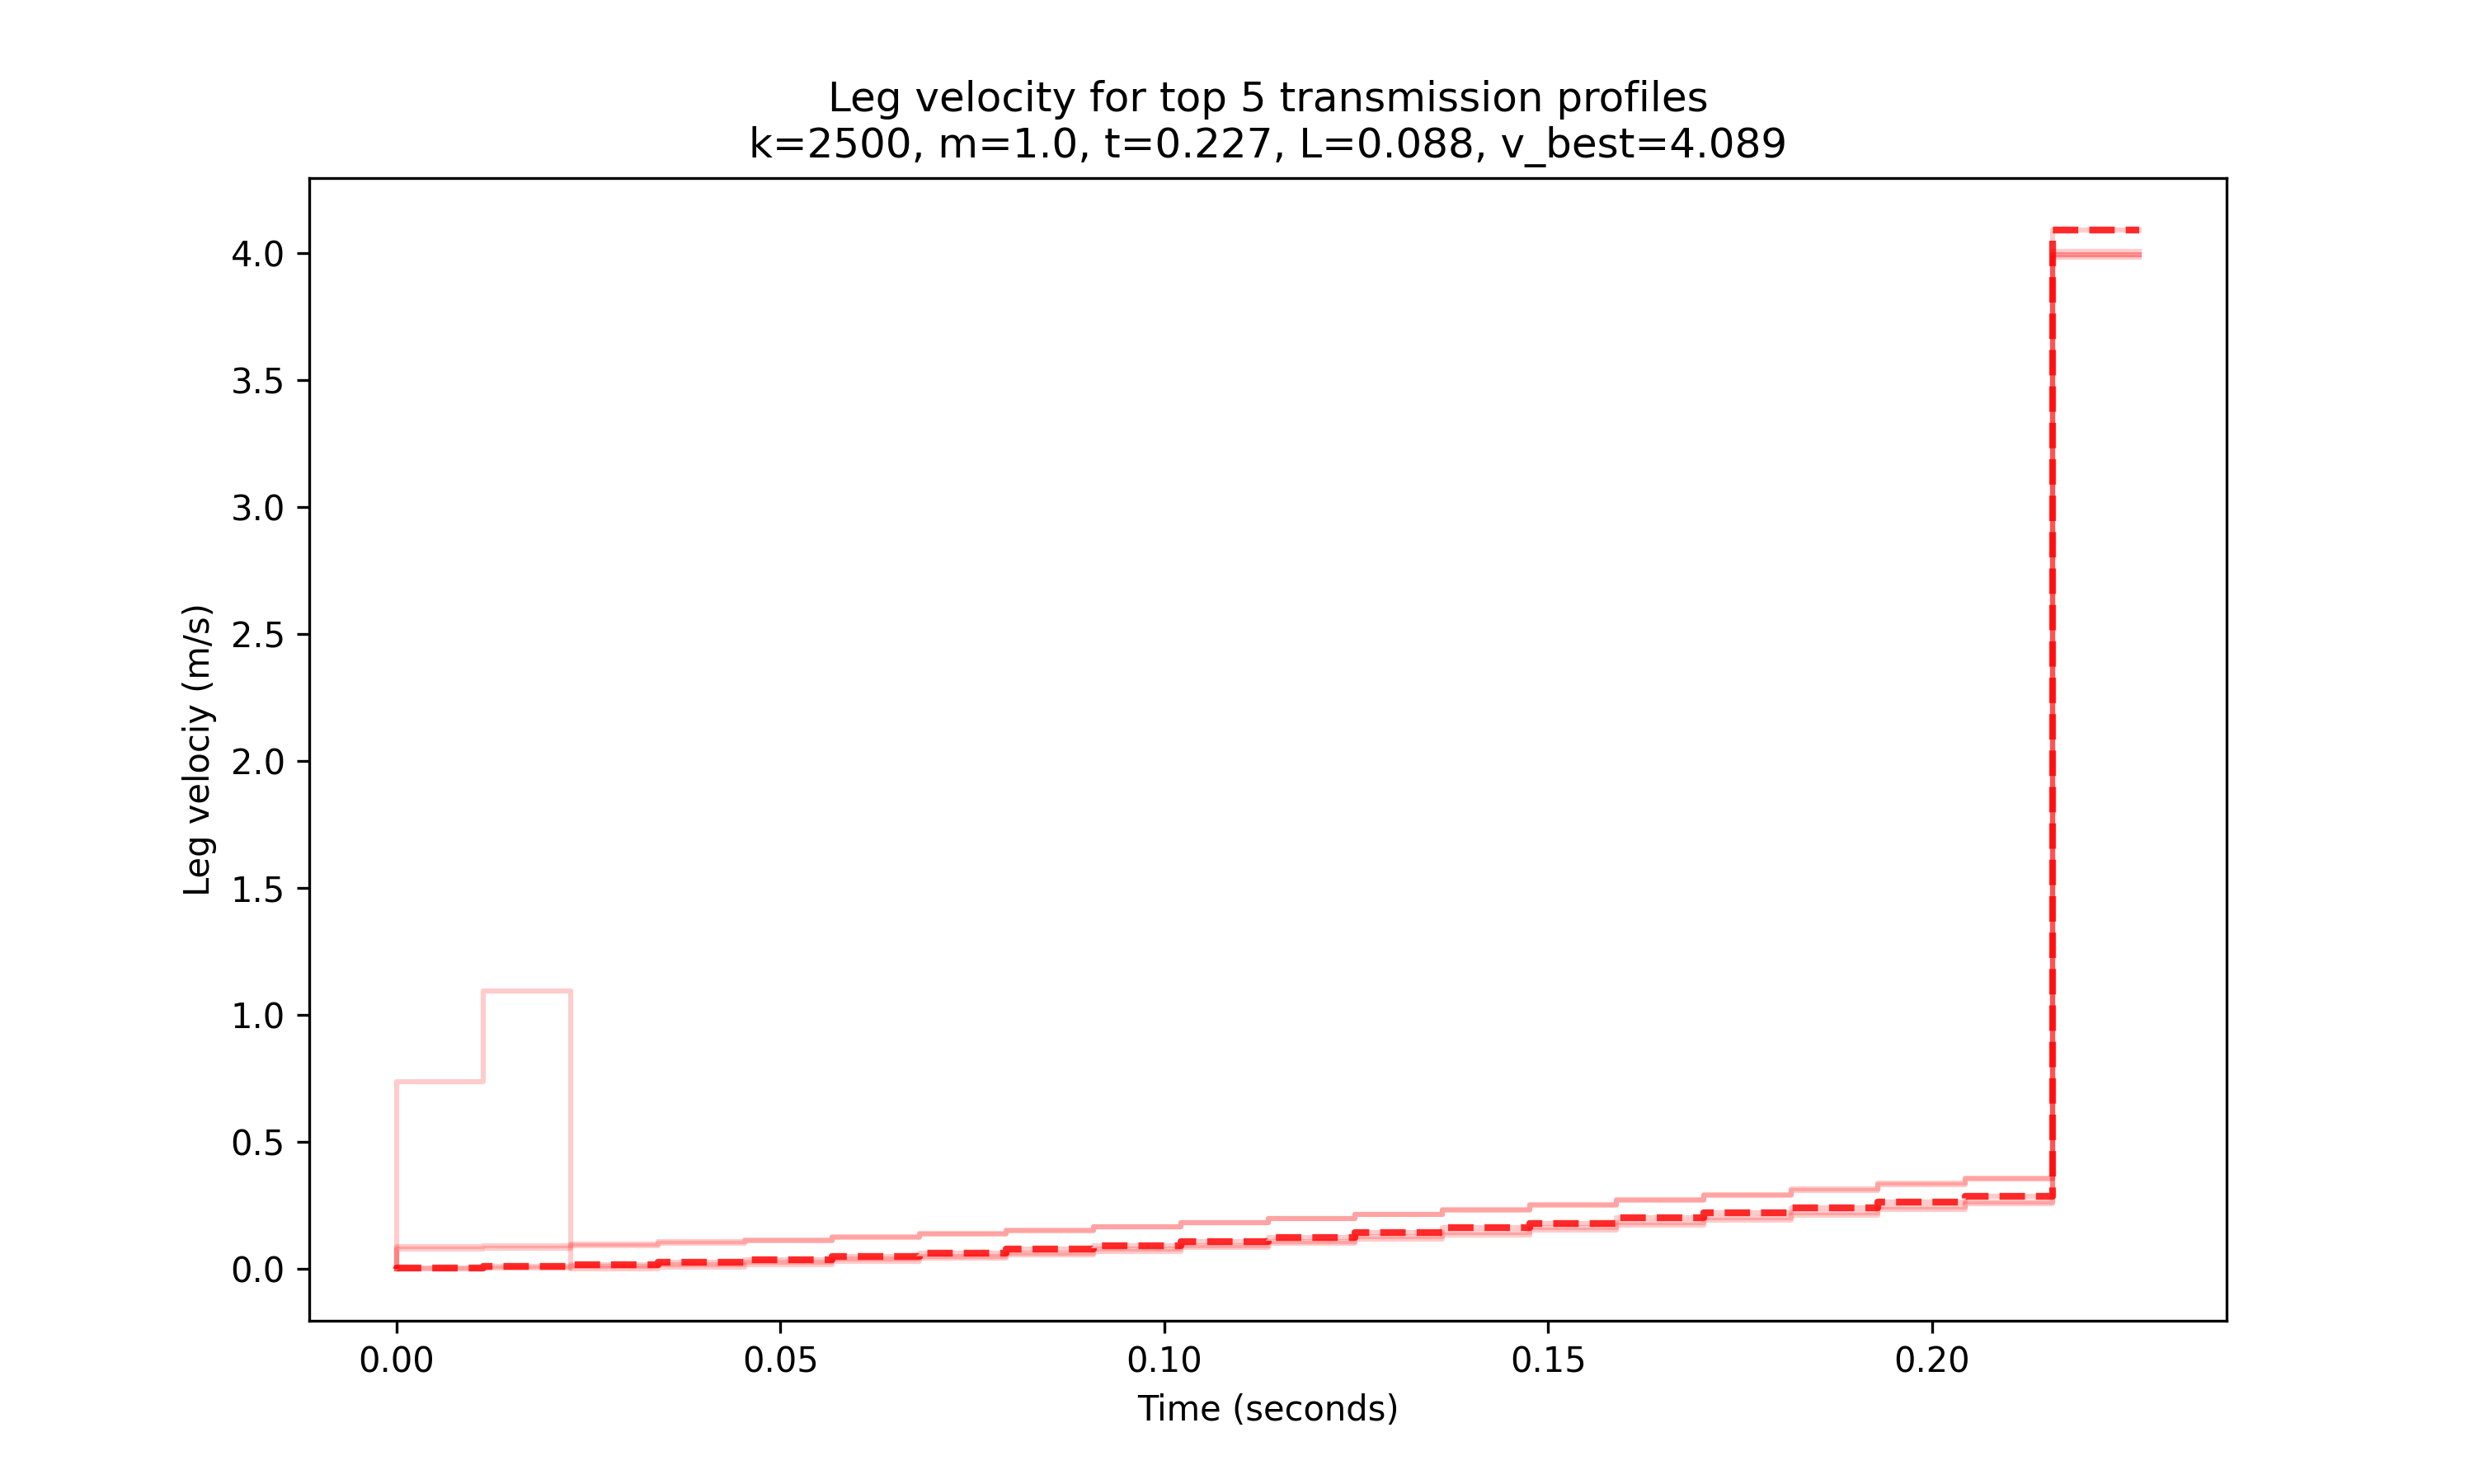 Leg velocity for top 5 transmission profiles
k=2500, m=1.0, t=0.227, L=0.088, v_best=4.089
4.0
3.5
3.0
2.5
2.0
1.5
1.0
0.5
0.0
Leg velociy (m/s)
0.00 0.05 0.10 0.15 0.20
Time (seconds)